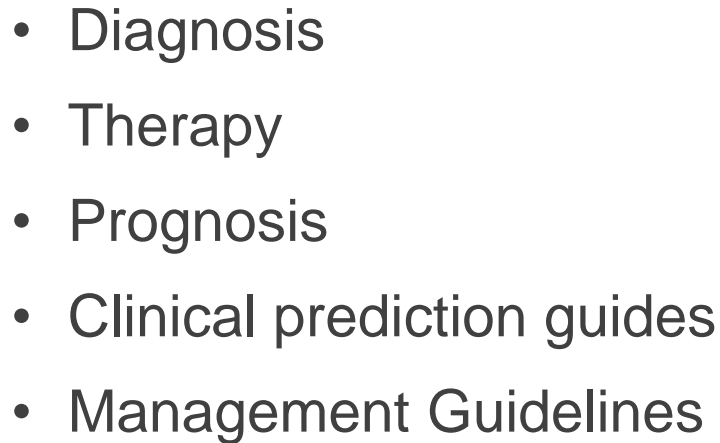 • Diagnosis
• Therapy
• Prognosis
• Clinical prediction guides
• Management Guidelines